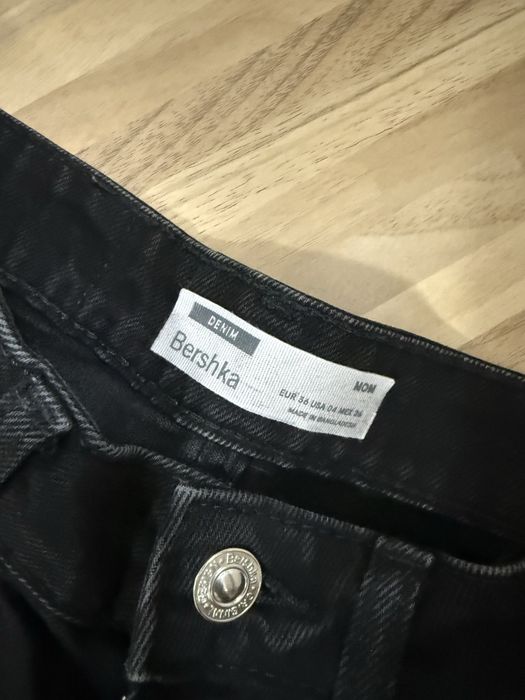 DENIM
Bershka
MOM
EUR 36 USA 04 MEX 26
MADE IN BANGLADESH